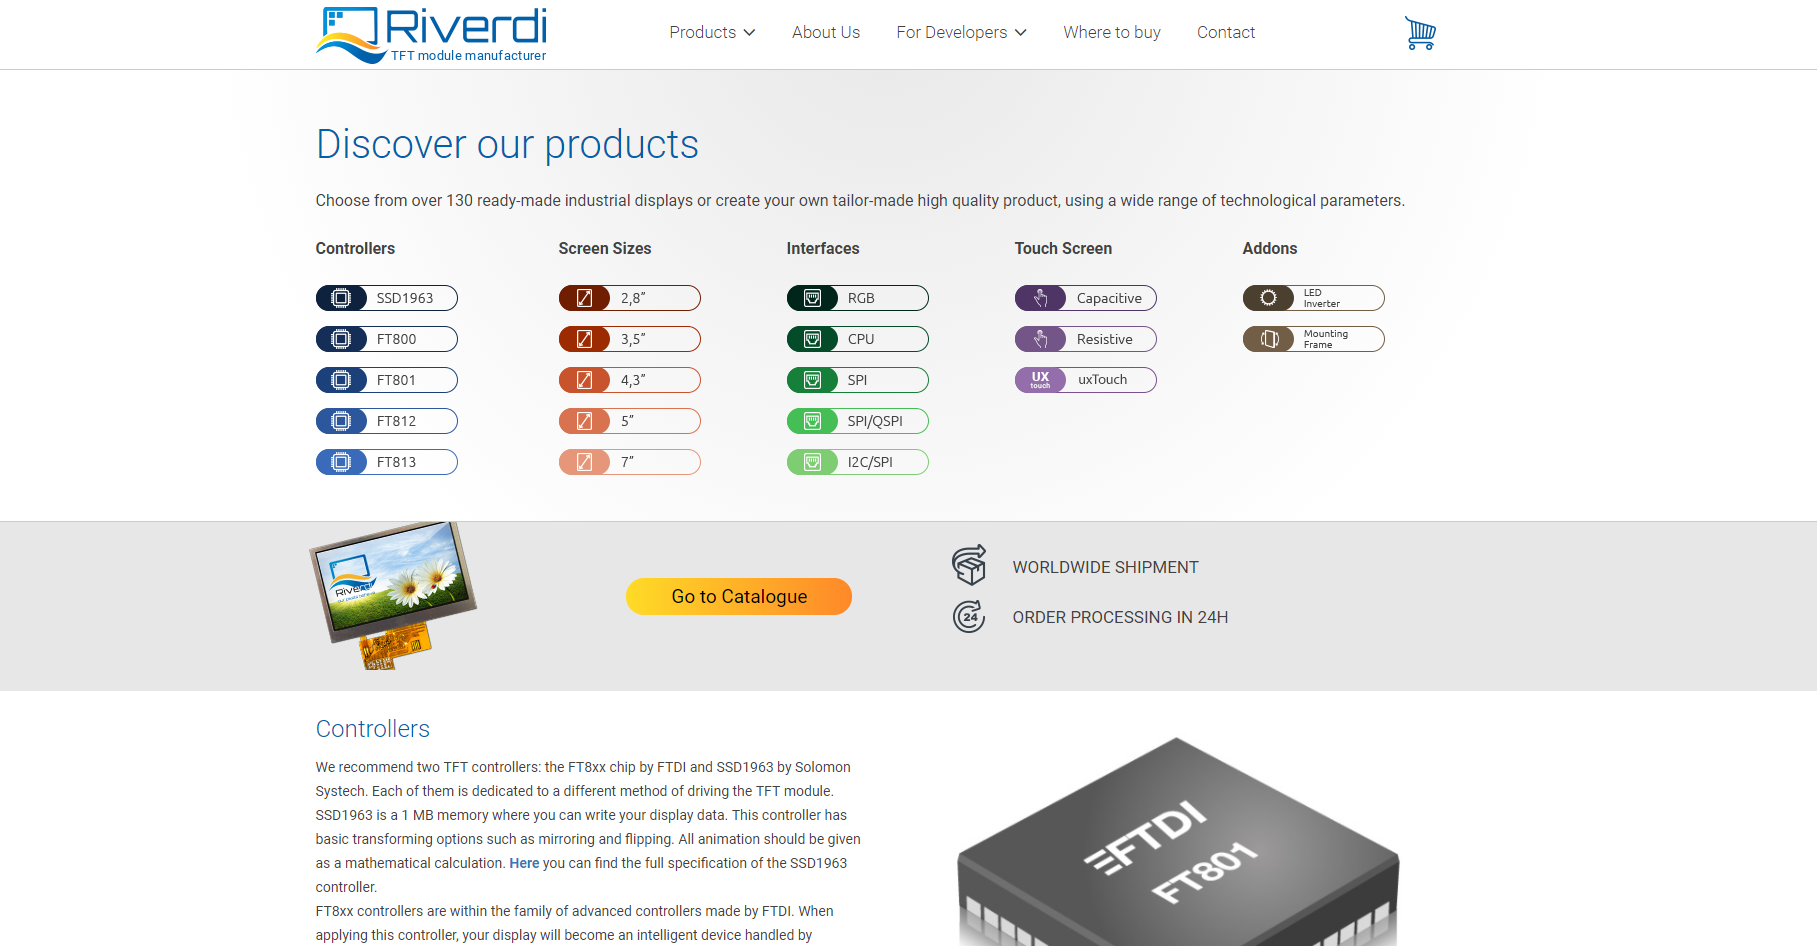 Riverdi
TFT module manufacturer
Products
About Us
For Developers
Where to buy
Contact
Discover our products
Choose from over 130 ready-made industrial displays or create your own tailor-made high quality product, using a wide range of technological parameters.
Controllers
SSD1963
FT800
FT801
FT812
FT813
Screen Sizes
2,8”
3,5”
4,3”
5”
7”
Interfaces
RGB
CPU
SPI
SPI/QSPI
I2C/SPI
Touch Screen
Capacitive
Resistive
UX
touch
uxTouch
Addons
LED
Inverter
Mounting
Frame
Riverdi
Go to Catalogue
WORLDWIDE SHIPMENT
24
ORDER PROCESSING IN 24H
Controllers
We recommend two TFT controllers: the FT8xx chip by FTDI and SSD1963 by Solomon
Systech. Each of them is dedicated to a different method of driving the TFT module.
SSD1963 is a 1 MB memory where you can write your display data. This controller has
basic transforming options such as mirroring and flipping. All animation should be given
as a mathematical calculation. Here you can find the full specification of the SSD1963
controller.
FT8xx controllers are within the family of advanced controllers made by FTDI. When
applying this controller, your display will become an intelligent device handled by
FTDI
FT801